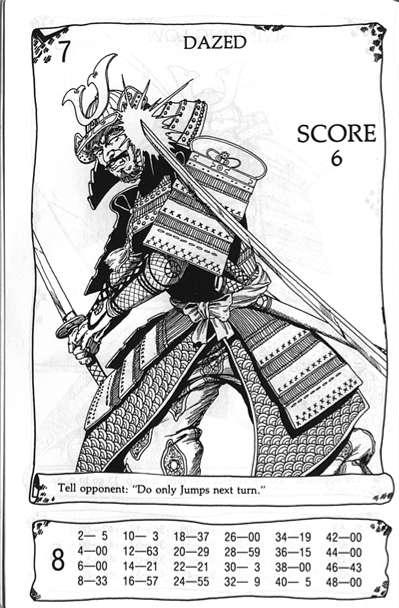 7
DAZED
SCORE
6
Tell opponent: "Do only Jumps next turn."
8
2— 5 10— 3 18—37 26—00 34—19 42—00
4—00 12—63 20—29 28—59 36—15 44—00
6—00 14—21 22—21 30— 3 38—00 46—43
8—33 16—57 24—55 32— 9 40— 5 48—00